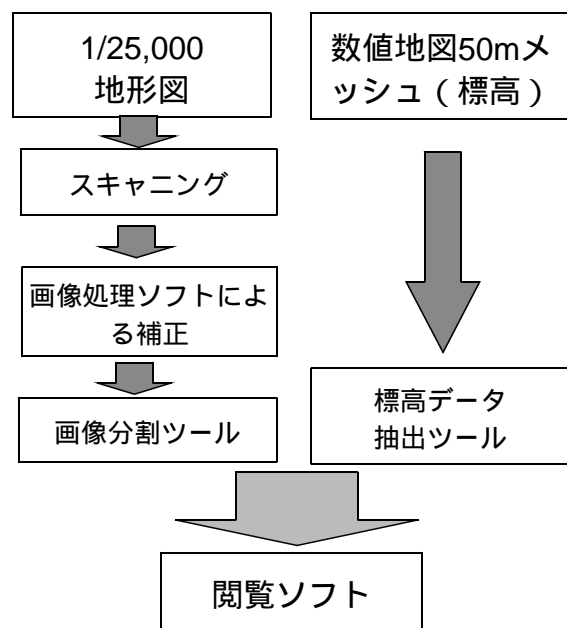 1/25,000
地形図
数値地図50mメ
ッシュ（標高）
スキャニング
画像処理ソフトによ
る補正
画像分割ツール
標高データ
抽出ツール
閲覧ソフト